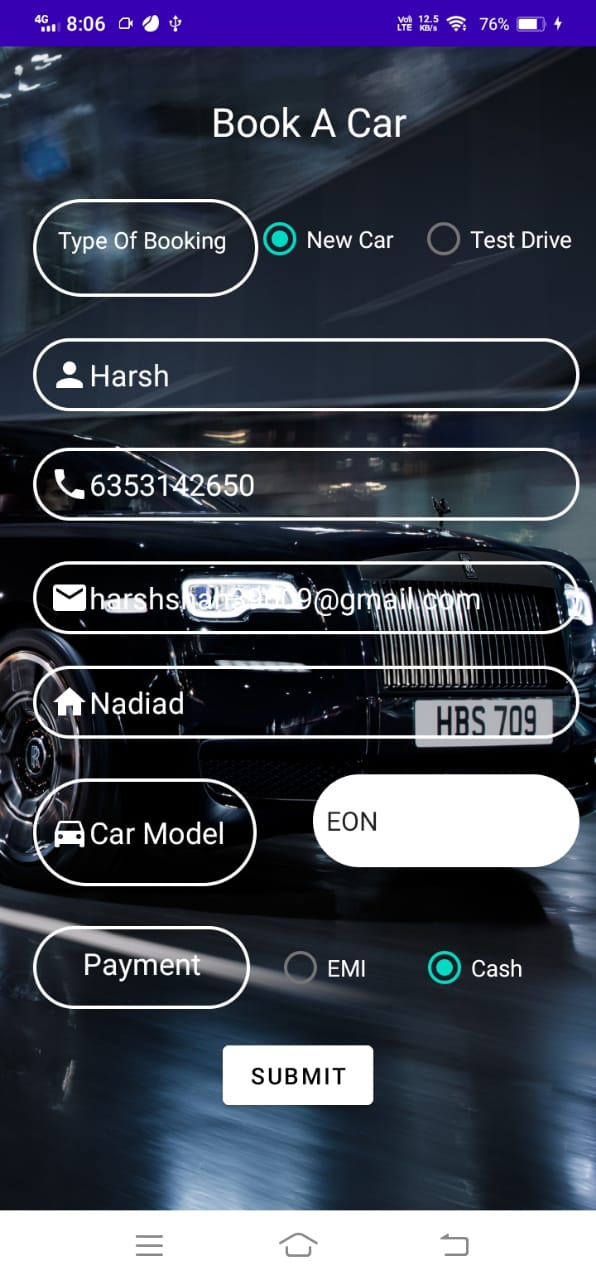 4G 8:06 VoI) LTE 12.5 KB/s 76%
Book A Car
Type Of Booking New Car Test Drive
Harsh
6353142650
Nadiad
HBS 709
Car Model EON
Payment EMI Cash
SUBMIT